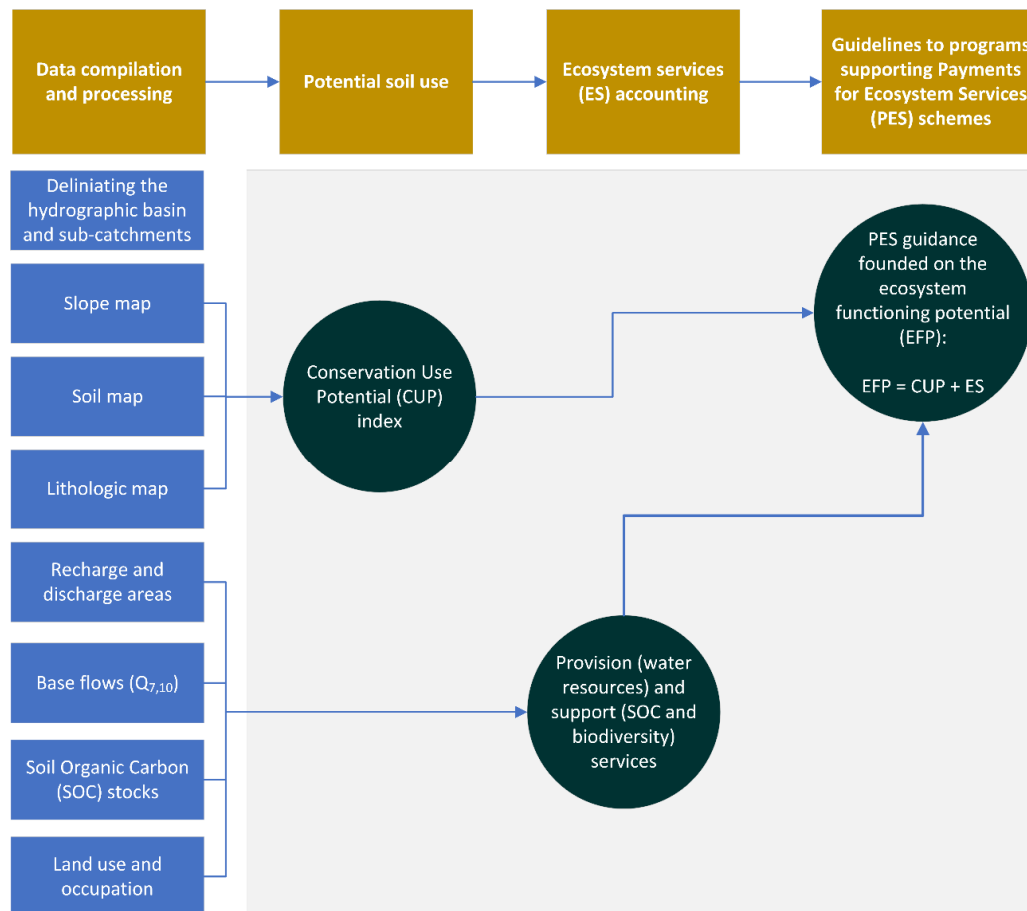 Data compilation
and processing
Potential soil use
Ecosystem services
(ES) accounting
Guidelines to programs
supporting Payments
for Ecosystem Services
(PES) schemes
Deliniating the
hydrographic basin
and sub-catchments
Slope map
Soil map
Lithologic map
Recharge and
discharge areas
Base flows (Q7,10)
Soil Organic Carbon
(SOC) stocks
Land use and
occupation
Conservation Use
Potential (CUP)
index
Provision (water
resources) and
support (SOC and
biodiversity)
services
PES guidance
founded on the
ecosystem
functioning potential
(EFP):
EFP = CUP + ES